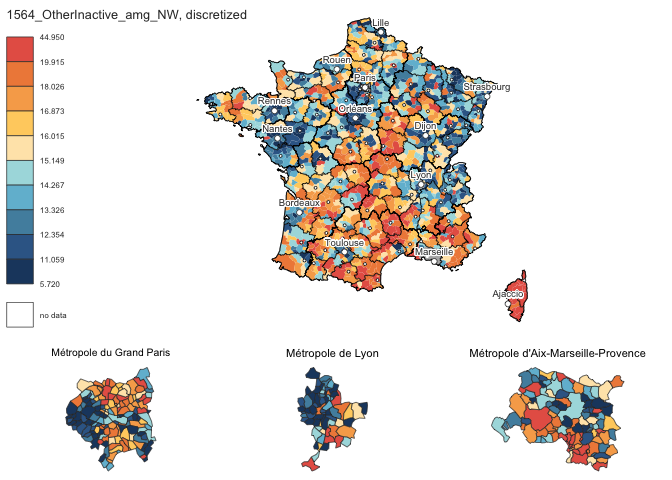 1564_OtherInactive_amg_NW, discretized
44.950
19.915
18.026
16.873
16.015
15.149
14.267
13.326
12.354
11.059
5.720
no data
Lille
Rouen
Paris
Strasbourg
Rennes
Orléans
Nantes
Dijon
Lyon
Bordeaux
Toulouse
Marseille
Ajaccio
Métropole du Grand Paris
Métropole de Lyon
Métropole d'Aix-Marseille-Provence